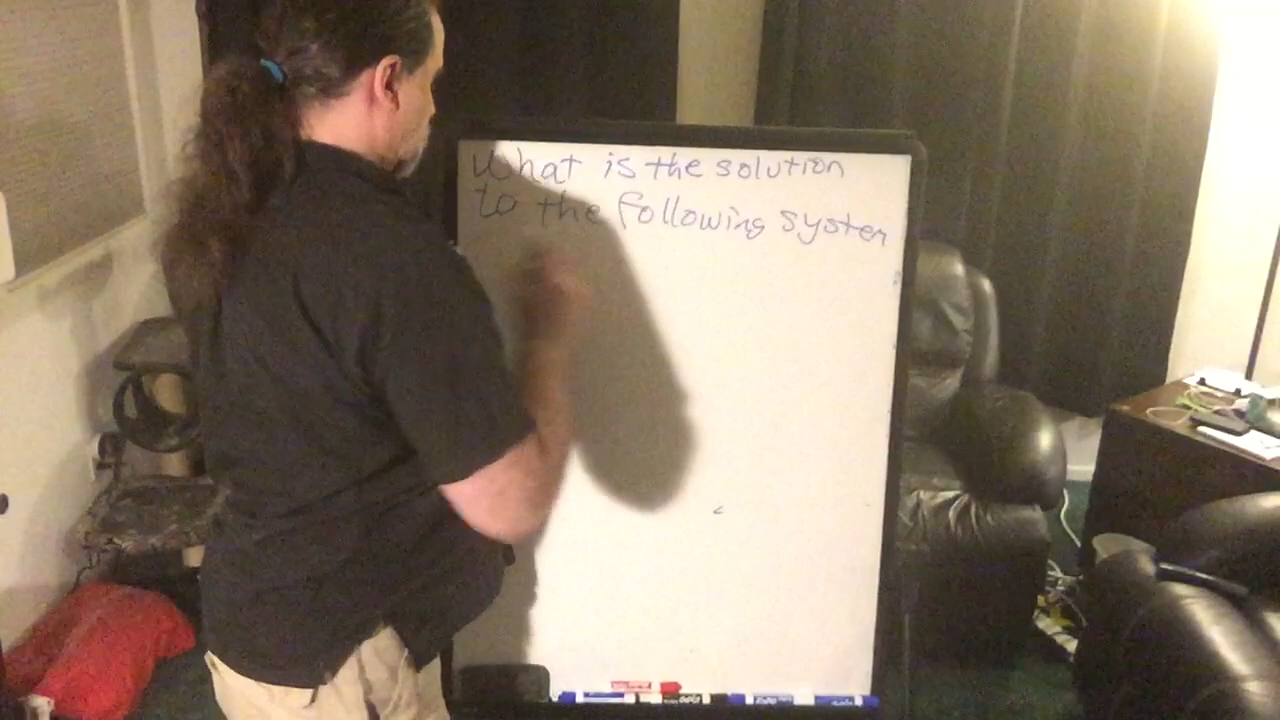 What is the solution
to the following system